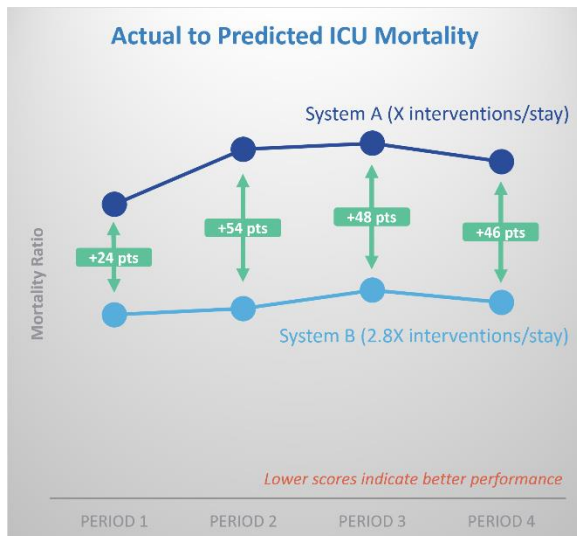 Actual to Predicted ICU Mortality
System A (X interventions/stay)
+24 pts
+54 pts
+48 pts
+46 pts
Mortality Ratio
System B (2.8X interventions/stay)
Lower scores indicate better performance
PERIOD 1
PERIOD 2
PERIOD 3
PERIOD 4